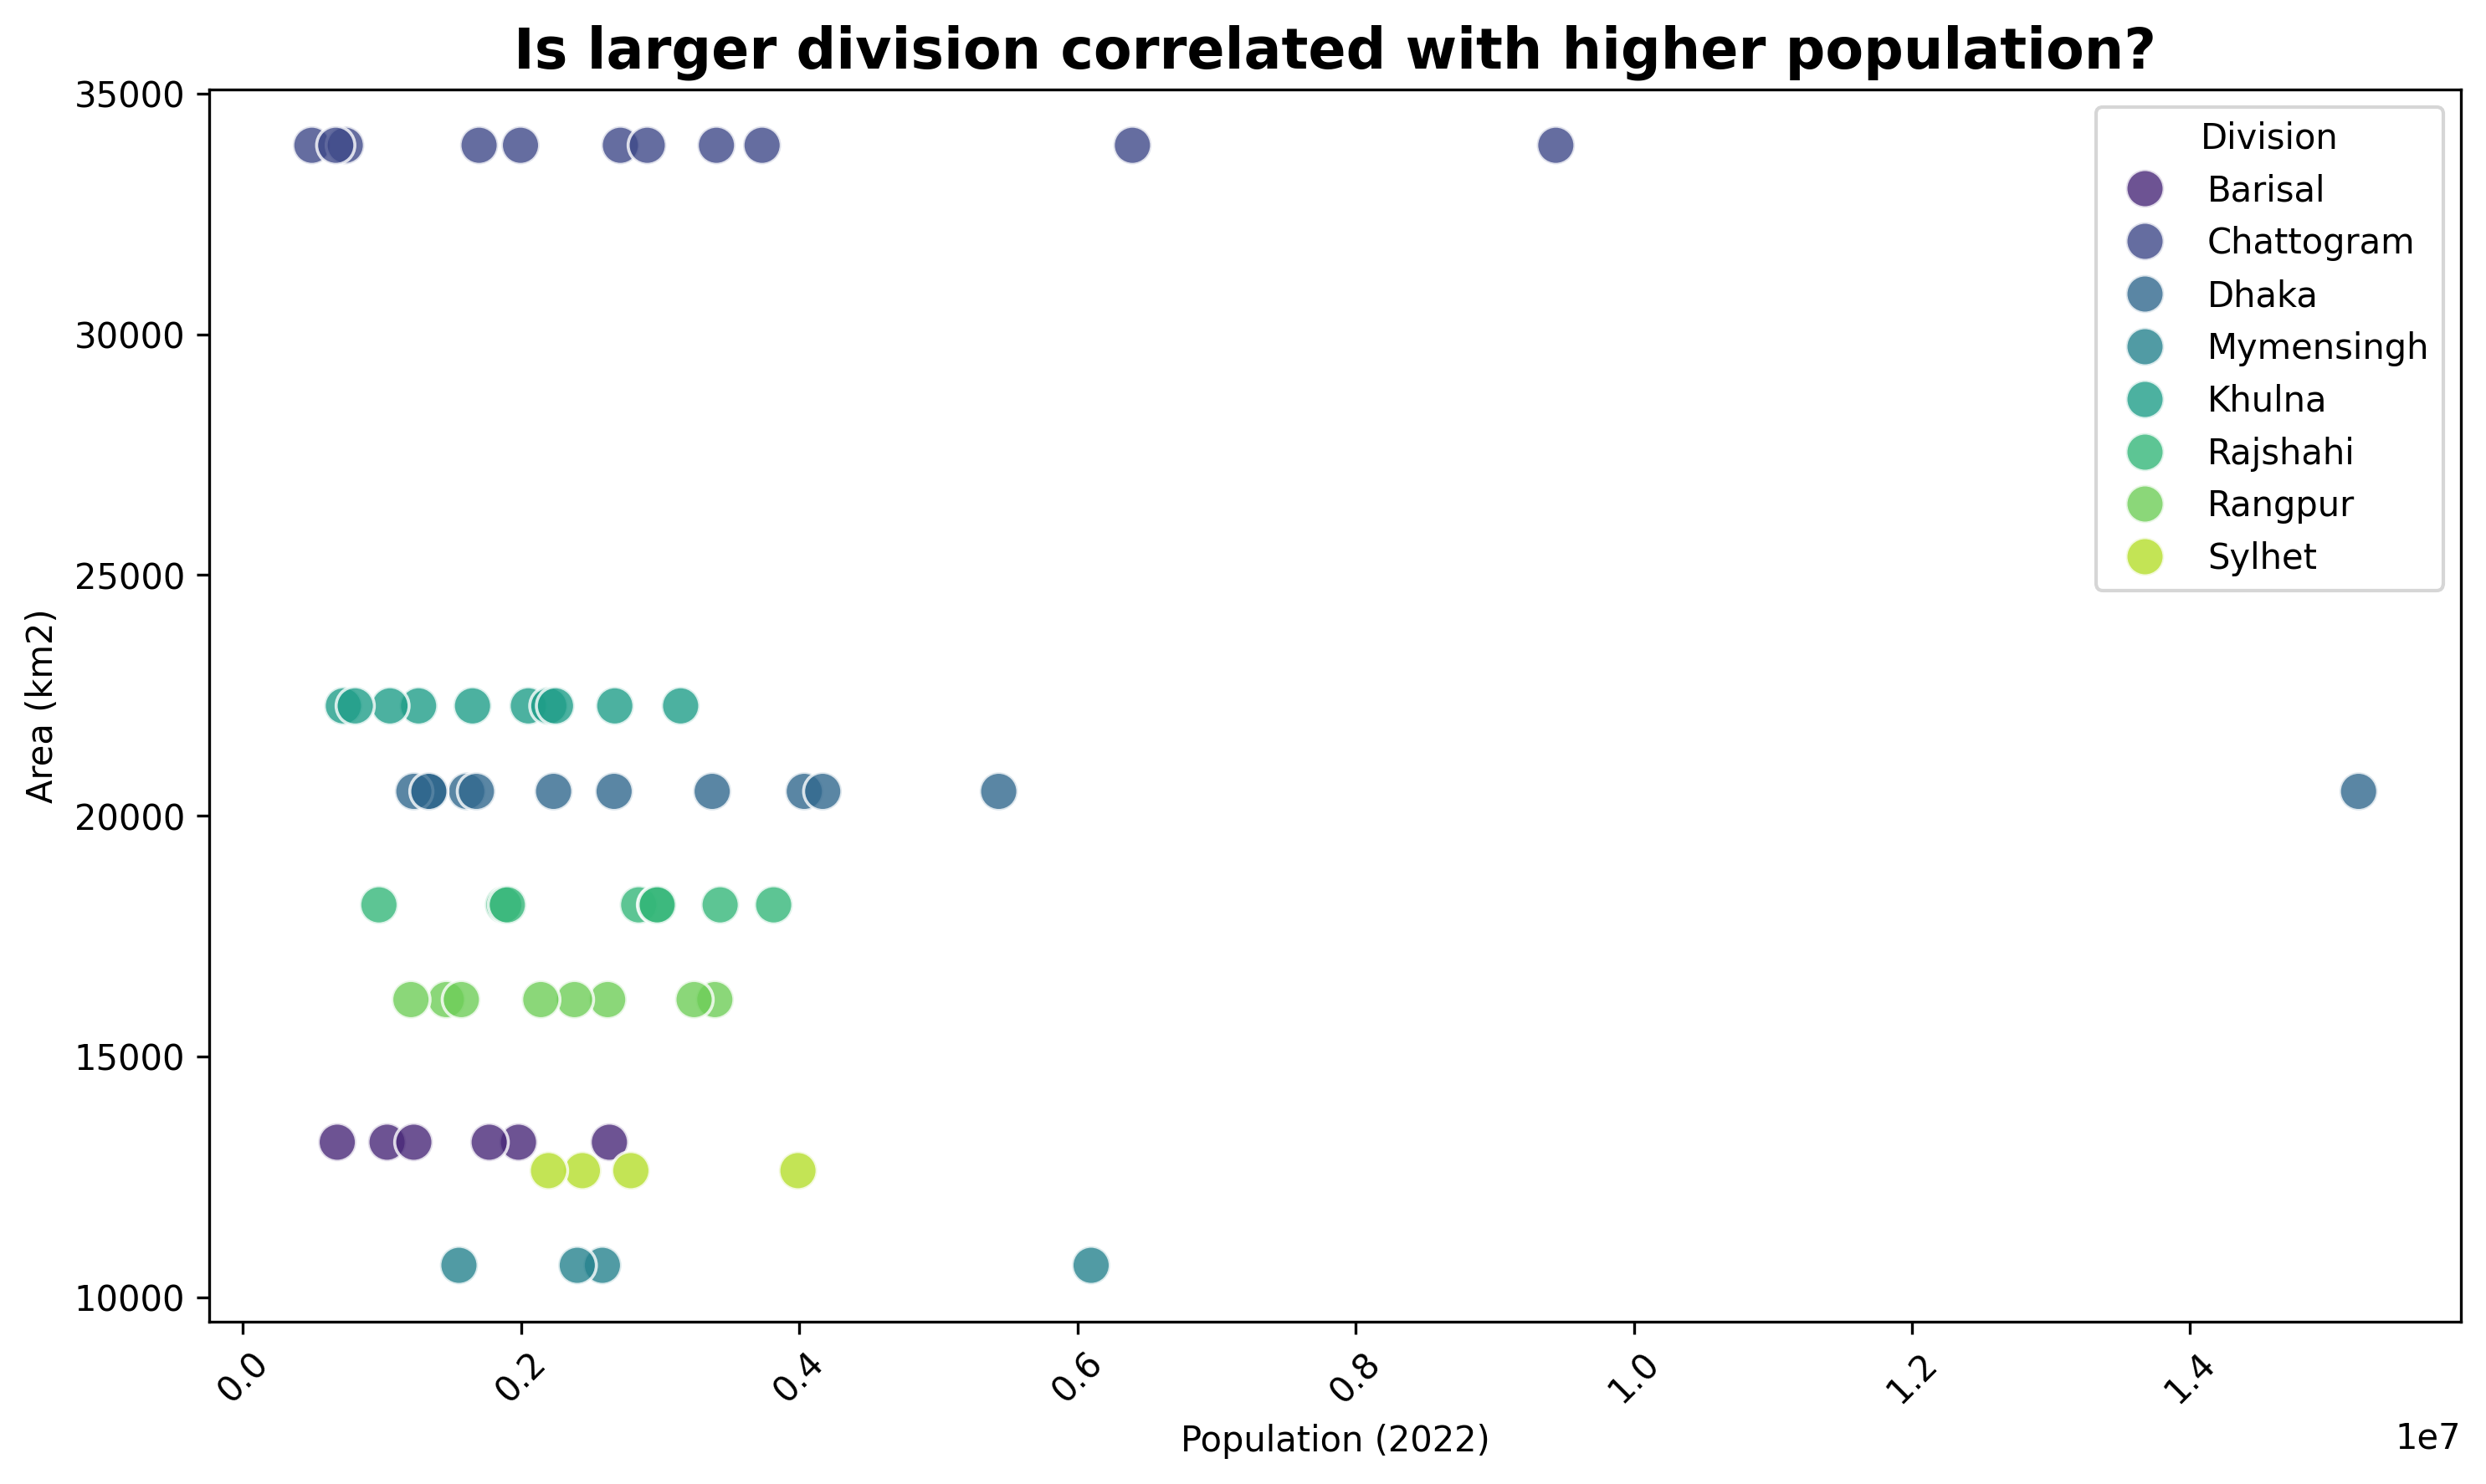 Is larger division correlated with higher population?
35000
30000
25000
20000
15000
10000
Area (km2)
Division
Barisal
Chattogram
Dhaka
Mymensingh
Khulna
Rajshahi
Rangpur
Sylhet
0.0
0.2
0.4
0.6
0.8
1.0
1.2
1.4
1e7
Population (2022)